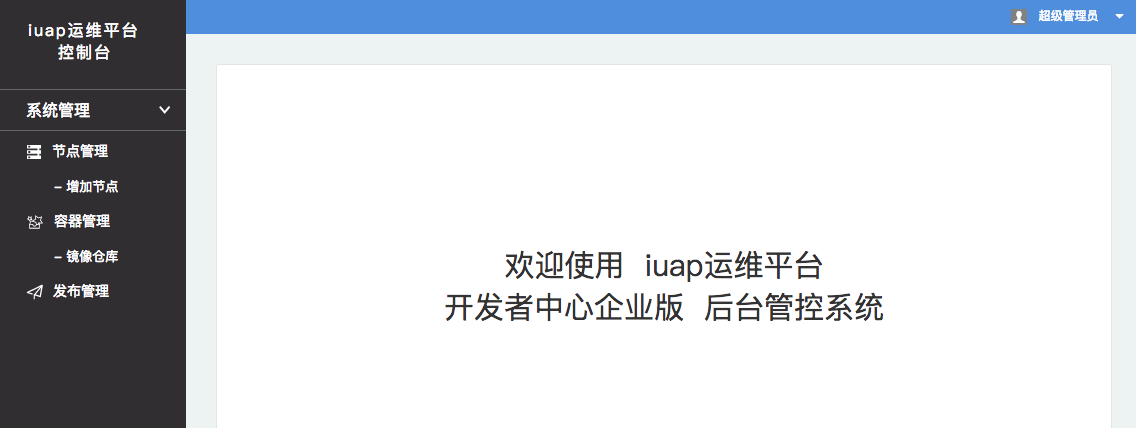 iuap运维平台
控制台
超级管理员
系统管理
节点管理
– 增加节点
容器管理
– 镜像仓库
发布管理
欢迎使用 iuap运维平台
开发者中心企业版 后台管控系统